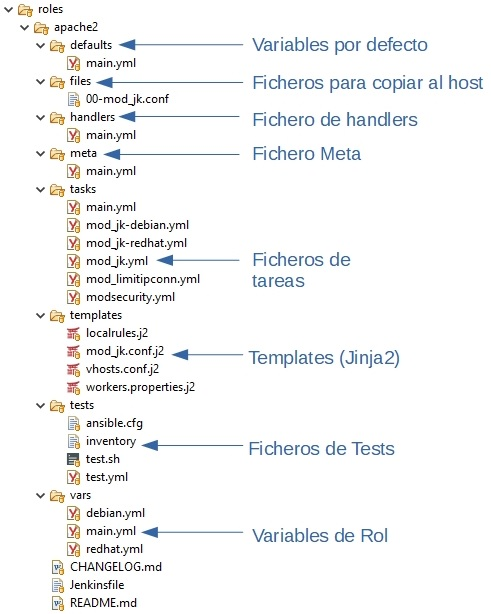 roles
apache2
defaults Variables por defecto
main.yml
files Ficheros para copiar al host
00-mod_jk.conf
handlers Fichero de handlers
main.yml
meta Fichero Meta
main.yml
tasks
main.yml
mod_jk-debian.yml
mod_jk-redhat.yml
mod_jk.yml Ficheros de
mod_limitipconn.yml tareas
modsecurity.yml
templates
localrules.j2
mod_jk.conf.j2 Templates (Jinja2)
vhosts.conf.j2
workers.properties.j2
tests
ansible.cfg
inventory Ficheros de Tests
test.sh
test.yml
vars
debian.yml
main.yml Variables de Rol
redhat.yml
CHANGELOG.md
Jenkinsfile
README.md